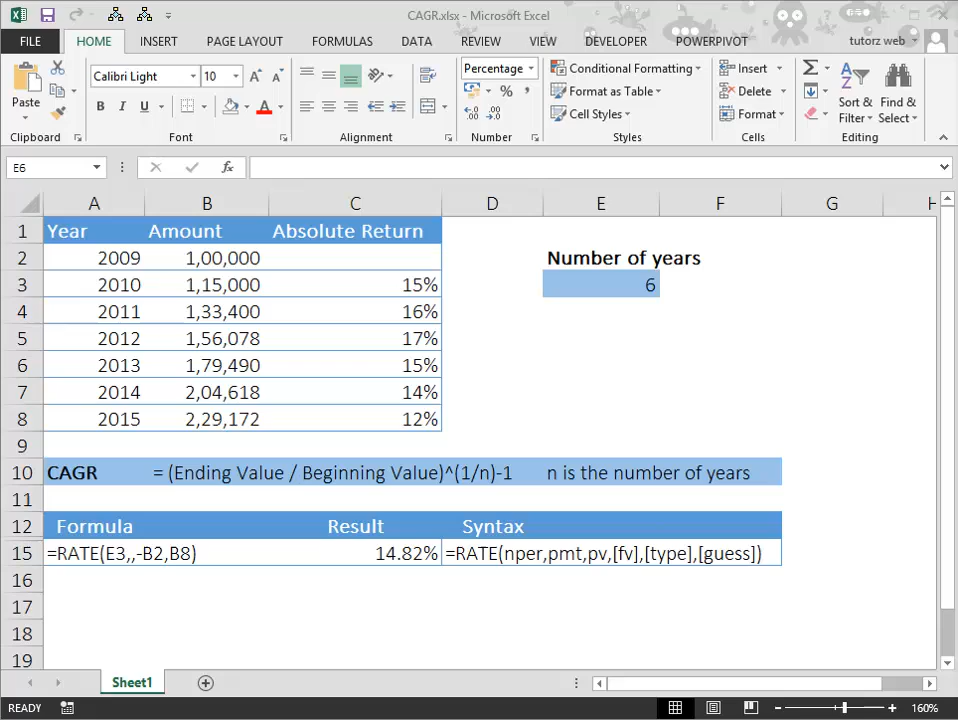 CAGR.xlsx - Microsoft Excel
FILE HOME INSERT PAGE LAYOUT FORMULAS DATA REVIEW VIEW DEVELOPER POWERPIVOT tutorz web
Paste
Calibri Light 10
B I U A
Percentage
% ,
Conditional Formatting
Format as Table
Cell Styles
Insert
Delete
Format
Sort & Filter
Find & Select
Clipboard Font Alignment Number Styles Cells Editing
E6 fx
A B C D E F G H
1 Year Amount Absolute Return
2 2009 1,00,000 Number of years
3 2010 1,15,000 15% 6
4 2011 1,33,400 16%
5 2012 1,56,078 17%
6 2013 1,79,490 15%
7 2014 2,04,618 14%
8 2015 2,29,172 12%
9
10 CAGR = (Ending Value / Beginning Value)^(1/n)-1 n is the number of years
11
12 Formula Result Syntax
15 =RATE(E3,,-B2,B8) 14.82% =RATE(nper,pmt,pv,[fv],[type],[guess])
16
17
18
19
Sheet1
READY 160%